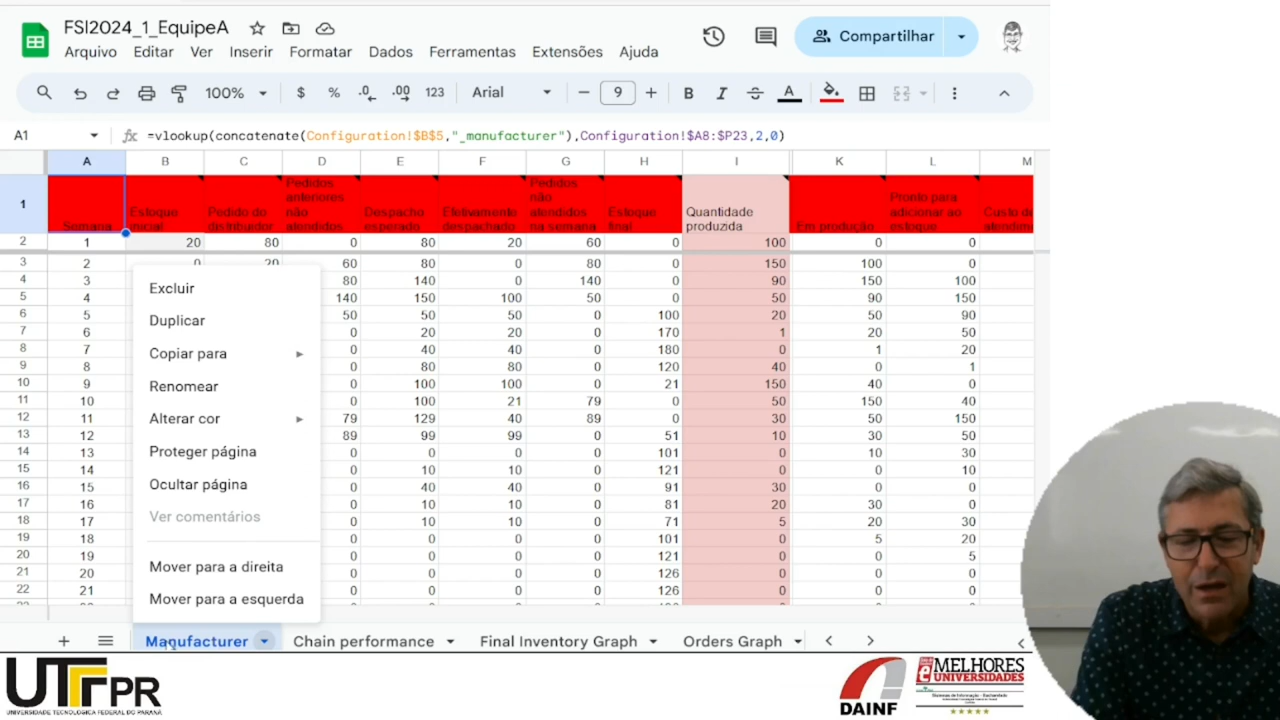 FSI2024_1_EquipeA
Arquivo Editar Ver Inserir Formatar Dados Ferramentas Extensões Ajuda
Compartilhar
100% $ % .0 .00 123 Arial 9 B I A
A1 fx =vlookup(concatenate(Configuration!$B$5,"_manufacturer"),Configuration!$A8:$P23,2,0)
A B C D E F G H I K L M
1 Semana Estoque inicial Pedido do distribuidor Pedidos anteriores não atendidos Despacho esperado Efetivamente despachado Pedidos não atendidos na semana Estoque final Quantidade produzida Em produção Pronto para adicionar ao estoque Custo d atendim
2 1 20 80 0 80 20 60 0 100 0 0
3 2 0 20 60 80 0 80 0 150 100 0
4 3 80 140 0 140 0 90 150 100
5 4 140 150 100 50 0 50 90 150
6 5 50 50 50 0 100 20 50 90
7 6 0 20 20 0 170 1 20 50
8 7 0 40 40 0 180 0 1 20
9 8 0 80 80 0 120 40 0 1
10 9 0 100 100 0 21 150 40 0
11 10 0 100 21 79 0 50 150 40
12 11 79 129 40 89 0 30 50 150
13 12 89 99 99 0 51 10 30 50
14 13 0 0 0 0 101 0 10 30
15 14 0 10 10 0 121 0 0 10
16 15 0 40 40 0 91 30 0 0
17 16 0 10 10 0 81 20 30 0
18 17 0 10 10 0 71 5 20 30
19 18 0 0 0 0 101 0 5 20
20 19 0 0 0 0 121 0 0 5
21 20 0 0 0 0 126 0 0 0
22 21 0 0 0 0 126 0 0 0
Excluir
Duplicar
Copiar para
Renomear
Alterar cor
Proteger página
Ocultar página
Ver comentários
Mover para a direita
Mover para a esquerda
Manufacturer Chain performance Final Inventory Graph Orders Graph
UTFPR
UNIVERSIDADE TECNOLÓGICA FEDERAL DO PARANÁ
DAINF
MELHORES
UNIVERSIDADES
Sistemas de Informação - Bacharelado